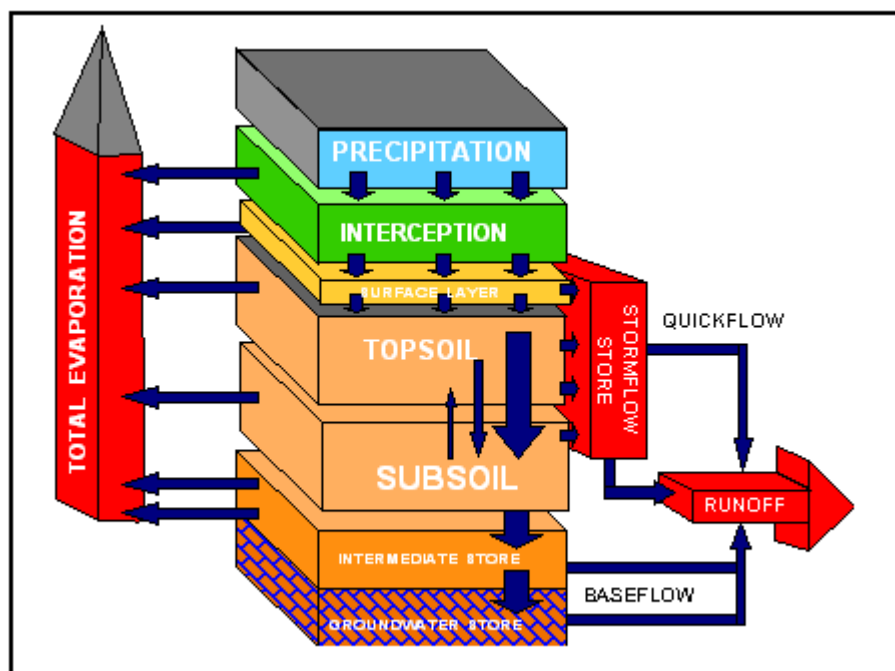 PRECIPITATION
INTERCEPTION
SURFACE LAYER
TOPSOIL
SUBSOIL
INTERMEDIATE STORE
GROUNDWATER STORE
TOTAL EVAPORATION
STORMFLOW
STORE
QUICKFLOW
RUNOFF
BASEFLOW